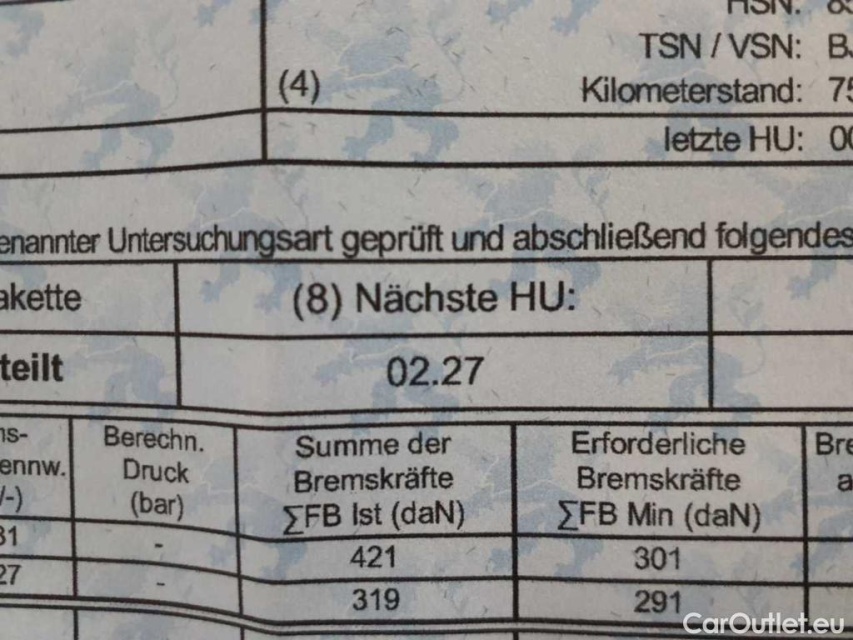 HSN:
TSN / VSN:
(4) Kilometerstand:
letzte HU:
Untersuchungsart geprüft und abschließend folgendes
(8) Nächste HU:
02.27
Berechn.
Druck
(bar)
Summe der
Bremskräfte
∑FB Ist (daN)
Erforderliche
Bremskräfte
∑FB Min (daN)
- 421 301
- 319 291
CarOutlet.eu